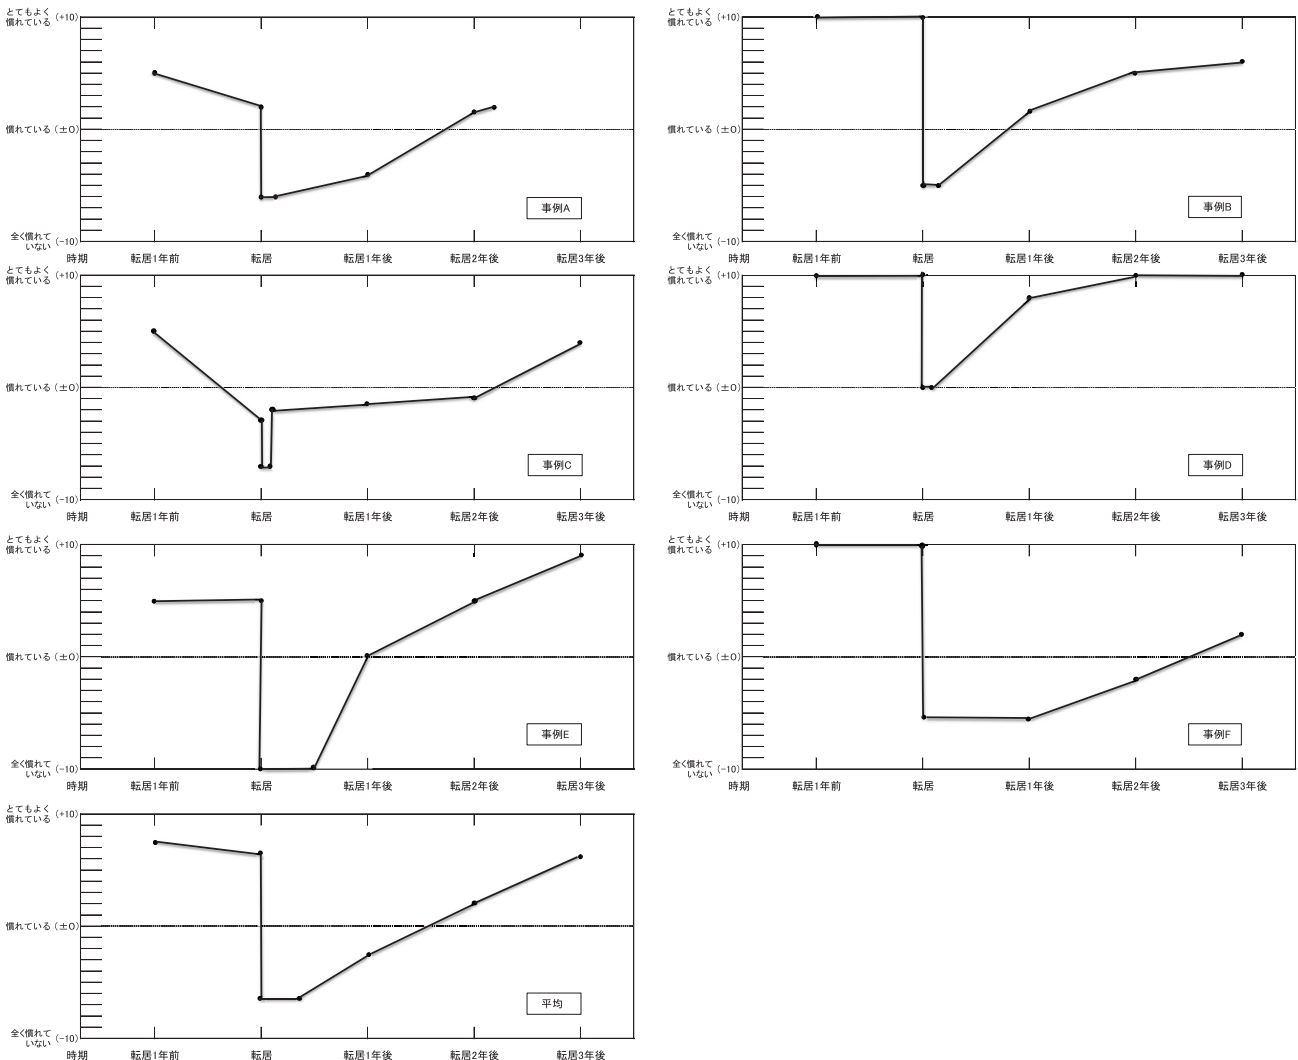 とてもよく
慣れている (+10)
慣れている (±0)
事例A
全く慣れて
いない (-10)
時期 転居1年前 転居 転居1年後 転居2年後 転居3年後
とてもよく
慣れている (+10)
慣れている (±0)
事例B
全く慣れて
いない (-10)
時期 転居1年前 転居 転居1年後 転居2年後 転居3年後
とてもよく
慣れている (+10)
慣れている (±0)
事例C
全く慣れて
いない (-10)
時期 転居1年前 転居 転居1年後 転居2年後 転居3年後
とてもよく
慣れている (+10)
慣れている (±0)
事例D
全く慣れて
いない (-10)
時期 転居1年前 転居 転居1年後 転居2年後 転居3年後
とてもよく
慣れている (+10)
慣れている (±0)
事例E
全く慣れて
いない (-10)
時期 転居1年前 転居 転居1年後 転居2年後 転居3年後
とてもよく
慣れている (+10)
慣れている (±0)
事例F
全く慣れて
いない (-10)
時期 転居1年前 転居 転居1年後 転居2年後 転居3年後
とてもよく
慣れている (+10)
慣れている (±0)
平均
全く慣れて
いない (-10)
時期 転居1年前 転居 転居1年後 転居2年後 転居3年後